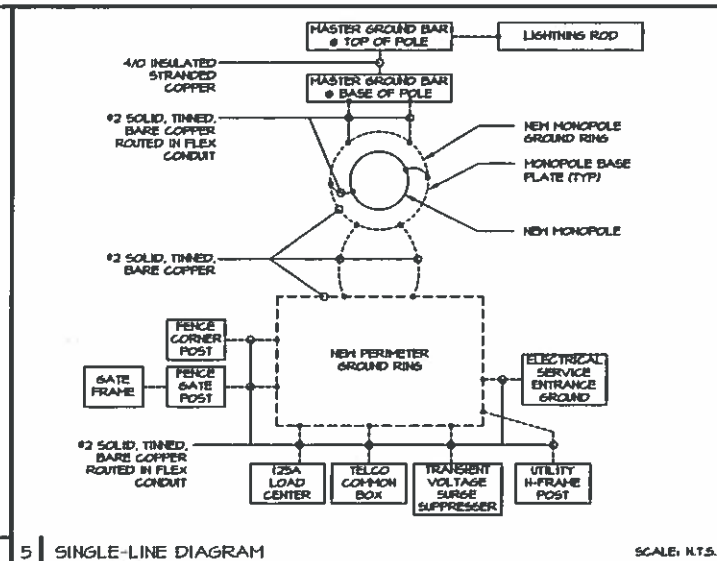 MASTER GROUND BAR
@ TOP OF POLE
LIGHTNING ROD
4/0 INSULATED
STRANDED
COPPER
MASTER GROUND BAR
@ BASE OF POLE
#2 SOLID, TINNED,
BARE COPPER
ROUTED IN FLEX
CONDUIT
NEW MONOPOLE
GROUND RING
MONOPOLE BASE
PLATE (TYP)
NEW MONOPOLE
#2 SOLID, TINNED,
BARE COPPER
FENCE
CORNER
POST
NEW PERIMETER
GROUND RING
GATE
FRAME
FENCE
GATE
POST
ELECTRICAL
SERVICE
ENTRANCE
GROUND
#2 SOLID, TINNED,
BARE COPPER
ROUTED IN FLEX
CONDUIT
125A
LOAD
CENTER
TELCO
COMMON
BOX
TRANSIENT
VOLTAGE
SURGE
SUPPRESSER
UTILITY
H-FRAME
POST
5 SINGLE-LINE DIAGRAM
SCALE: N.T.S.